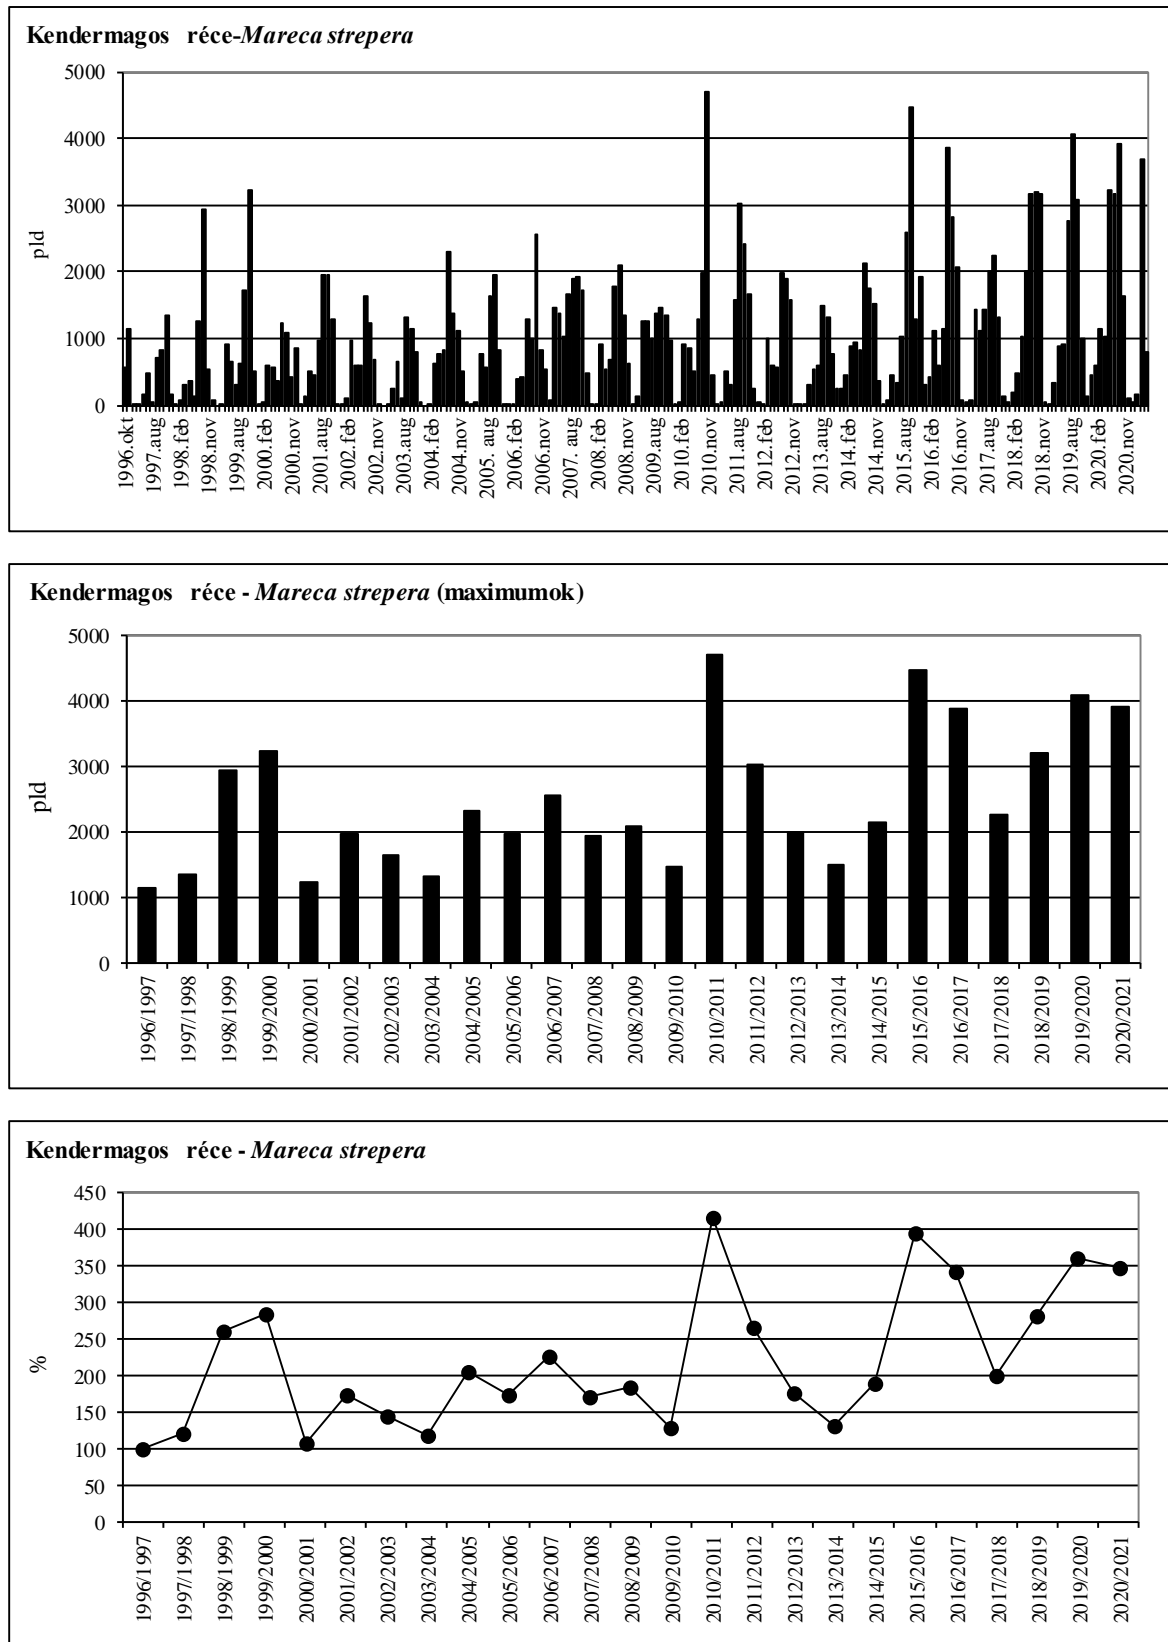 Kendermagos réce-Mareca strepera
5000
4000
3000
2000
1000
0
pld
1996.okt
1997.aug
1998.feb
1998.nov
1999.aug
2000.feb
2000.nov
2001.aug
2002.feb
2002.nov
2003.aug
2004.feb
2004.nov
2005. aug
2006.feb
2006.nov
2007. aug
2008.feb
2008.nov
2009.aug
2010.feb
2010.nov
2011.aug
2012.feb
2012.nov
2013.aug
2014.feb
2014.nov
2015.aug
2016.feb
2016.nov
2017.aug
2018.feb
2018.nov
2019.aug
2020.feb
2020.nov
Kendermagos réce - Mareca strepera (maximumok)
5000
4000
3000
2000
1000
0
pld
1996/1997
1997/1998
1998/1999
1999/2000
2000/2001
2001/2002
2002/2003
2003/2004
2004/2005
2005/2006
2006/2007
2007/2008
2008/2009
2009/2010
2010/2011
2011/2012
2012/2013
2013/2014
2014/2015
2015/2016
2016/2017
2017/2018
2018/2019
2019/2020
2020/2021
Kendermagos réce - Mareca strepera
450
400
350
300
250
200
150
100
50
0
%
1996/1997
1997/1998
1998/1999
1999/2000
2000/2001
2001/2002
2002/2003
2003/2004
2004/2005
2005/2006
2006/2007
2007/2008
2008/2009
2009/2010
2010/2011
2011/2012
2012/2013
2013/2014
2014/2015
2015/2016
2016/2017
2017/2018
2018/2019
2019/2020
2020/2021